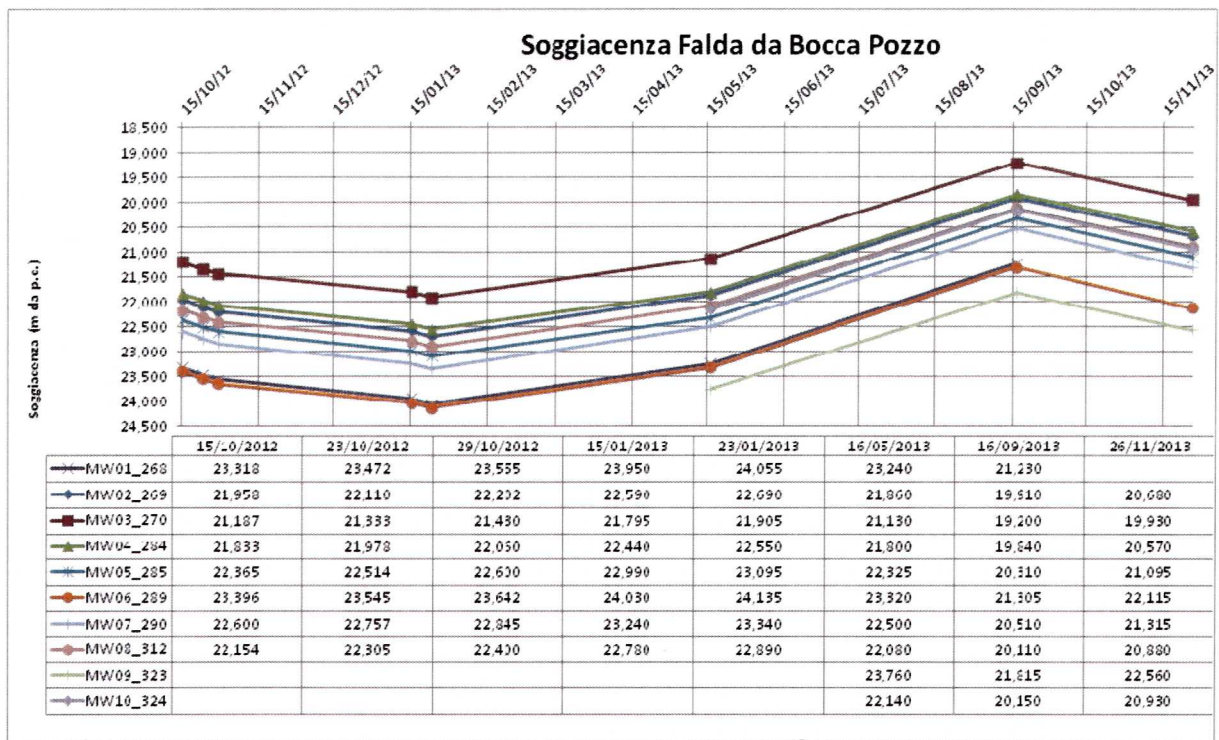 Soggiacenza Falda da Bocca Pozzo
15/10/12 15/11/12 15/12/12 15/01/13 15/02/13 15/03/13 15/04/13 15/05/13 15/06/13 15/07/13 15/08/13 15/09/13 15/10/13 15/11/13
Soggiacenza (m da p.c.)
18,500
19,000
19,500
20,000
20,500
21,000
21,500
22,000
22,500
23,000
23,500
24,000
24,500
15/10/2012 23/10/2012 29/10/2012 15/01/2013 23/01/2013 16/05/2013 16/09/2013 26/11/2013
MW01_268 23,318 23,472 23,555 23,950 24,055 23,240 21,230
MW02_269 21,958 22,110 22,202 22,590 22,690 21,860 19,910 20,680
MW03_270 21,187 21,333 21,430 21,795 21,905 21,130 19,200 19,930
MW04_284 21,833 21,978 22,060 22,440 22,550 21,800 19,840 20,570
MW05_285 22,365 22,514 22,600 22,990 23,095 22,325 20,310 21,095
MW06_289 23,396 23,545 23,642 24,030 24,135 23,320 21,305 22,115
MW07_290 22,600 22,757 22,845 23,240 23,340 22,500 20,510 21,315
MW08_312 22,154 22,305 22,400 22,780 22,890 22,080 20,110 20,880
MW09_323 23,760 21,815 22,560
MW10_324 22,140 20,150 20,930